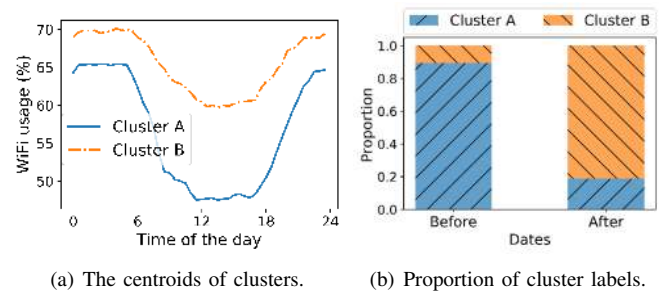 70
65
60
55
50
WiFi usage (%)
Cluster A
Cluster B
0 6 12 18 24
Time of the day
(a) The centroids of clusters.
Cluster A Cluster B
1.0
0.8
0.6
0.4
0.2
0.0
Proportion
Before After
Dates
(b) Proportion of cluster labels.